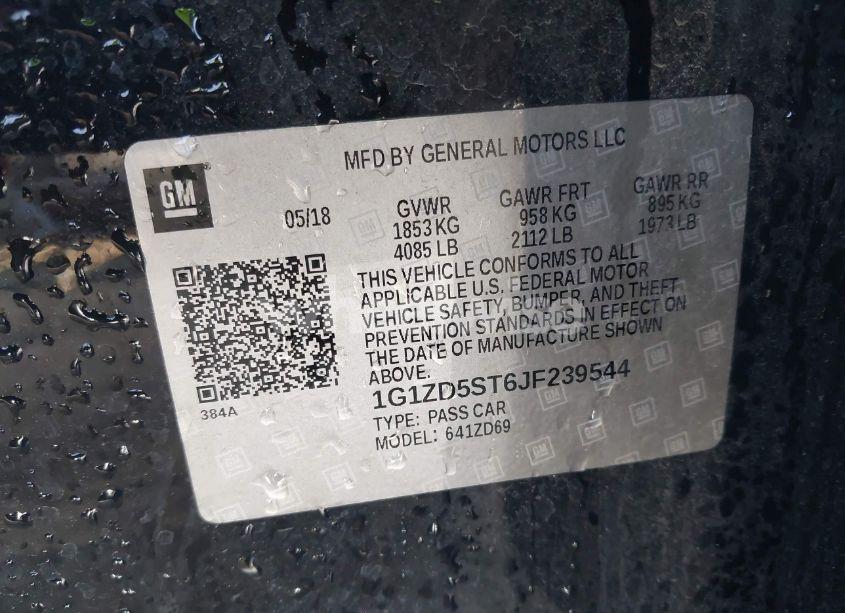 MFD BY GENERAL MOTORS LLC
GM
05/18
GVWR
1853 KG
4085 LB
GAWR FRT
958 KG
2112 LB
GAWR RR
895 KG
1973 LB
THIS VEHICLE CONFORMS TO ALL
APPLICABLE U.S. FEDERAL MOTOR
VEHICLE SAFETY, BUMPER, AND THEFT
PREVENTION STANDARDS IN EFFECT ON
THE DATE OF MANUFACTURE SHOWN
ABOVE.
384A
1G1ZD5ST6JF239544
TYPE: PASS CAR
MODEL: 641ZD69